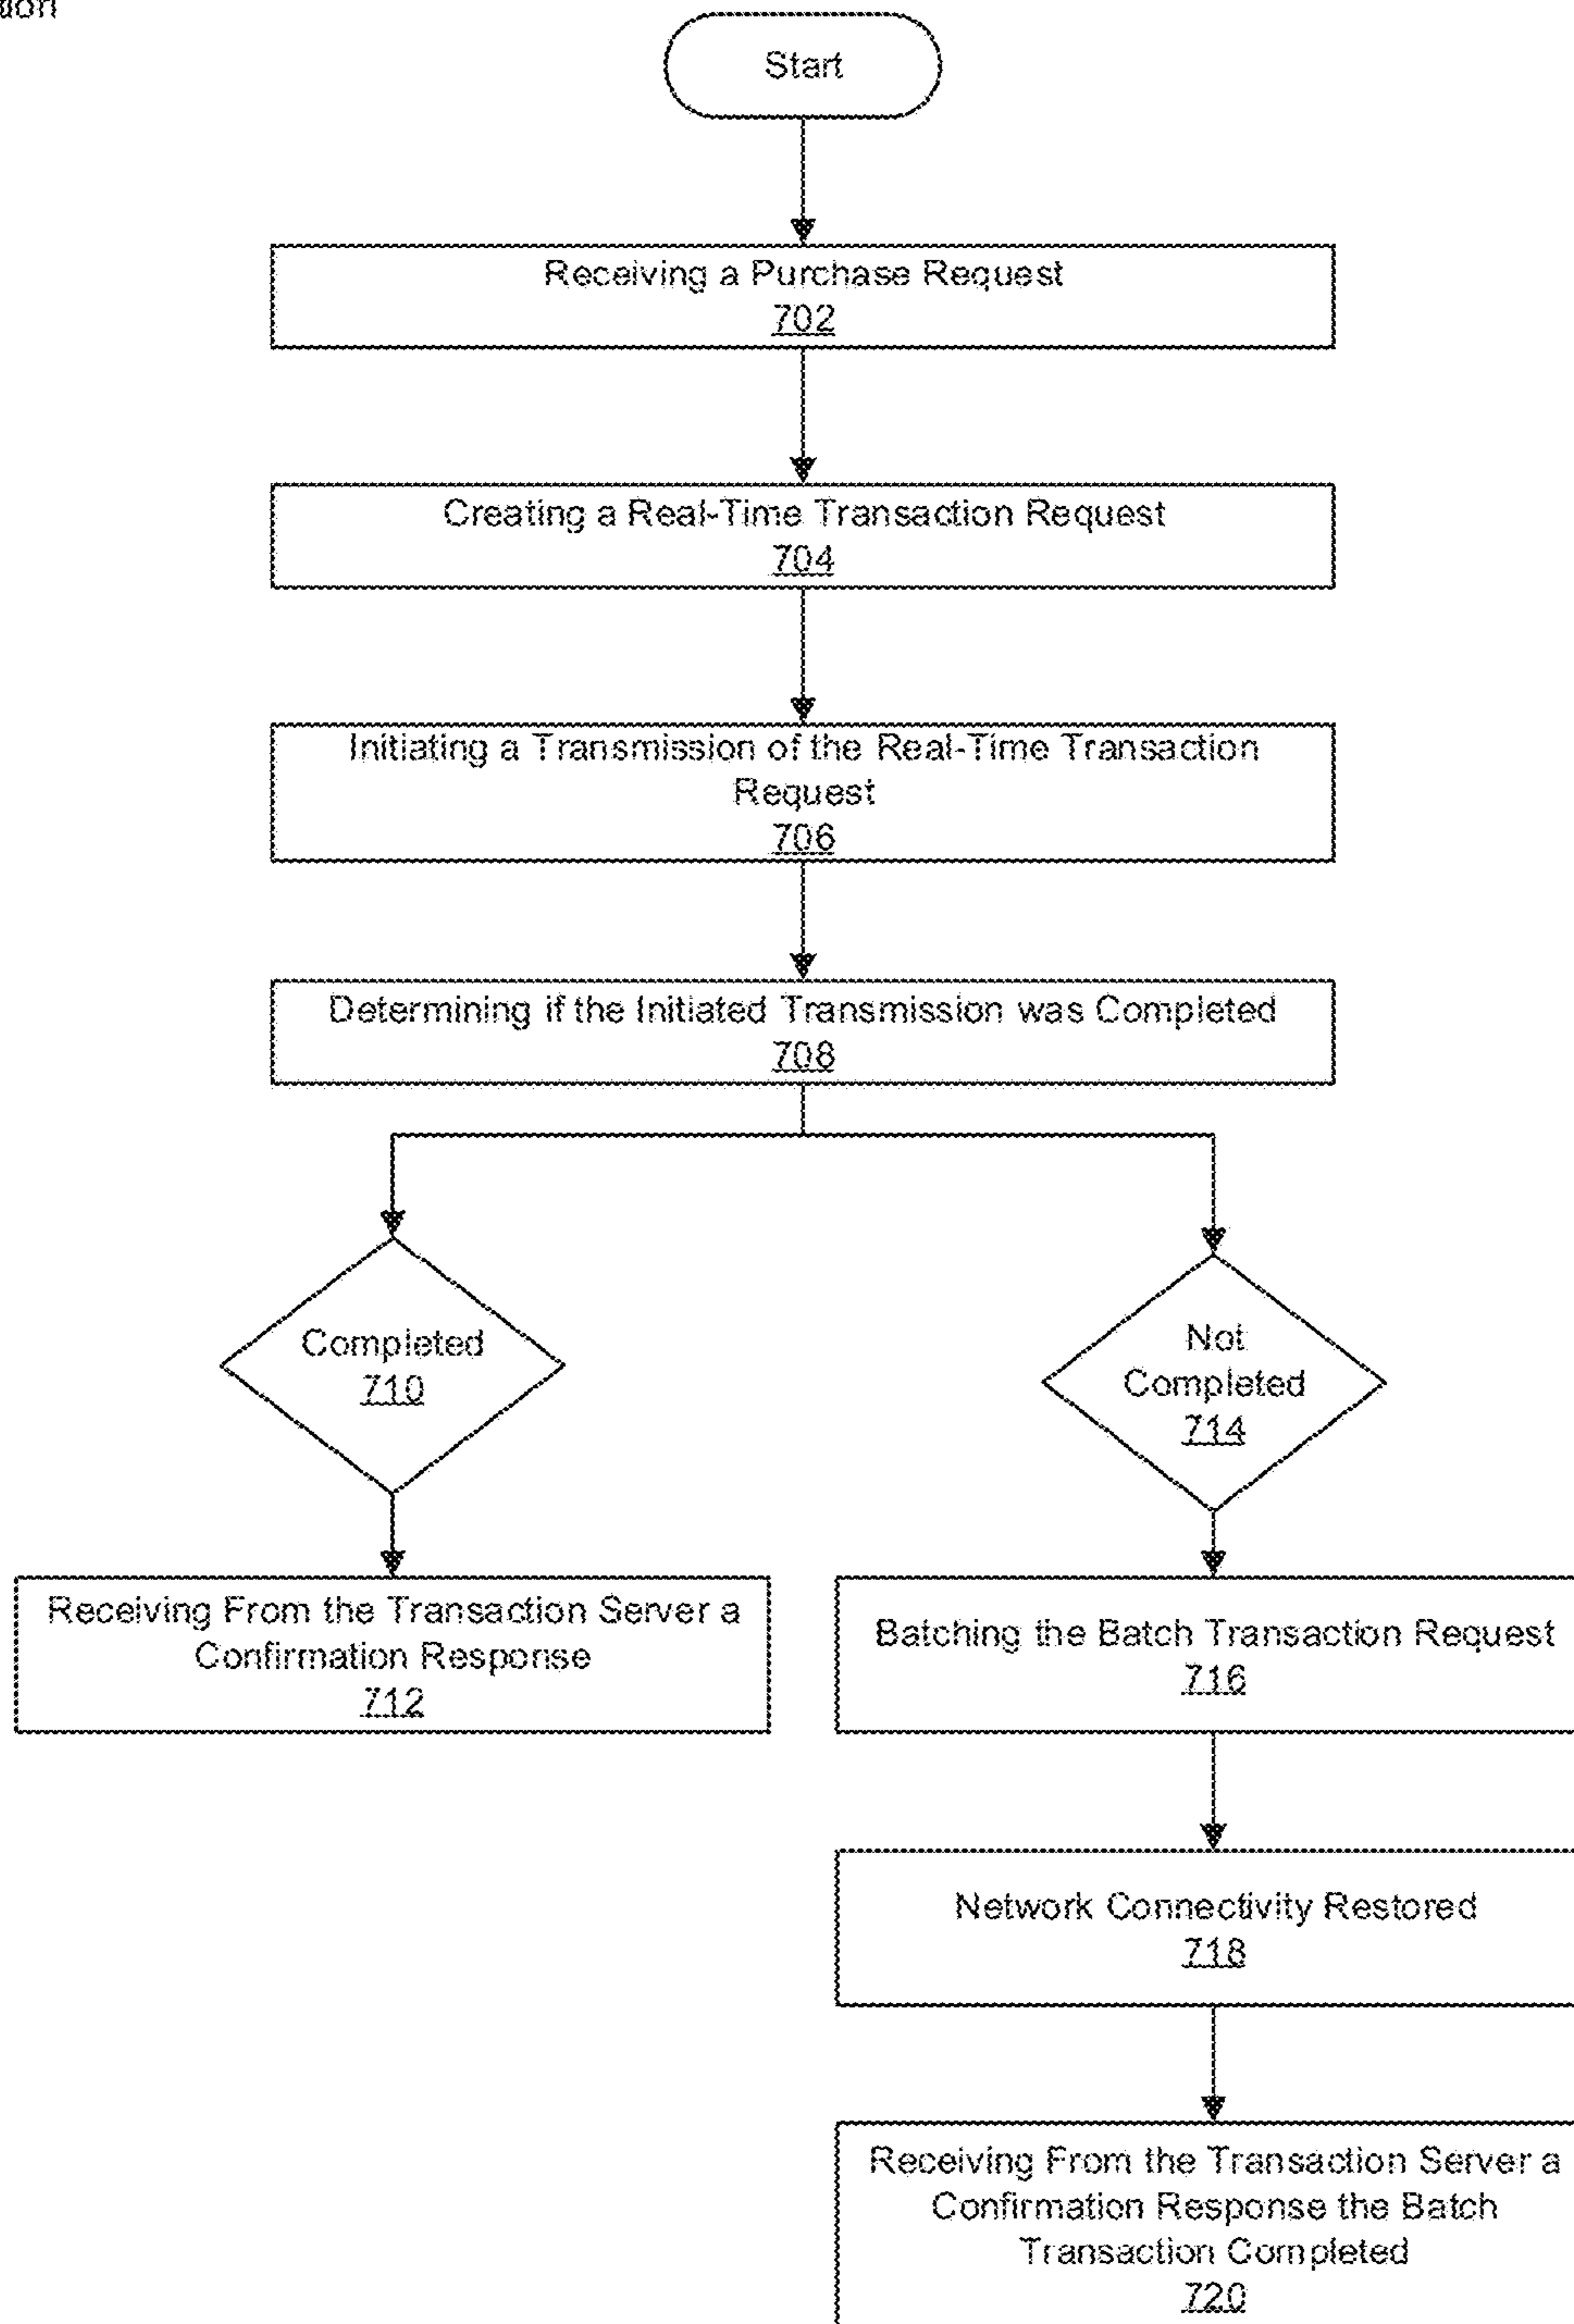 Start
Receiving a Purchase Request
702
Creating a Real-Time Transaction Request
704
Initiating a Transmission of the Real-Time Transaction
Request
706
Determining if the Initiated Transmission was Completed
708
Completed
710
Not
Completed
714
Receiving From the Transaction Server a
Confirmation Response
712
Batching the Batch Transaction Request
716
Network Connectivity Restored
718
Receiving From the Transaction Server a
Confirmation Response the Batch
Transaction Completed
720